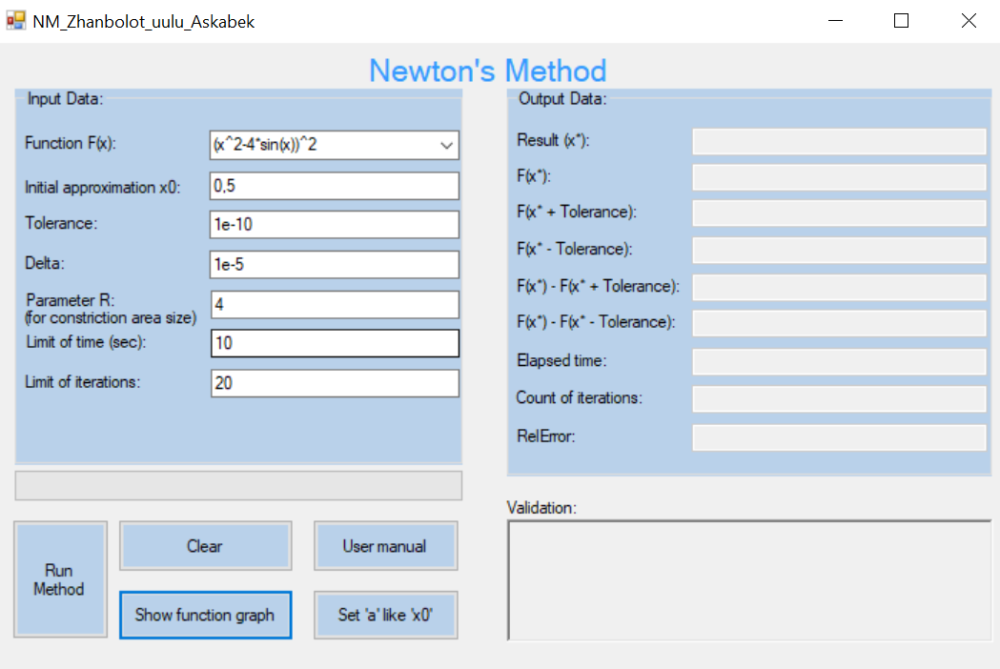 NM_Zhanbolot_uulu_Askabek
Newton's Method
Input Data:
Function F(x):
(x^2-4*sin(x))^2
Initial approximation x0:
0,5
Tolerance:
1e-10
Delta:
1e-5
Parameter R:
(for constriction area size)
4
Limit of time (sec):
10
Limit of iterations:
20
Run
Method
Clear
User manual
Show function graph
Set 'a' like 'x0'
Output Data:
Result (x*):
F(x*):
F(x* + Tolerance):
F(x* - Tolerance):
F(x*) - F(x* + Tolerance):
F(x*) - F(x* - Tolerance):
Elapsed time:
Count of iterations:
RelError:
Validation: